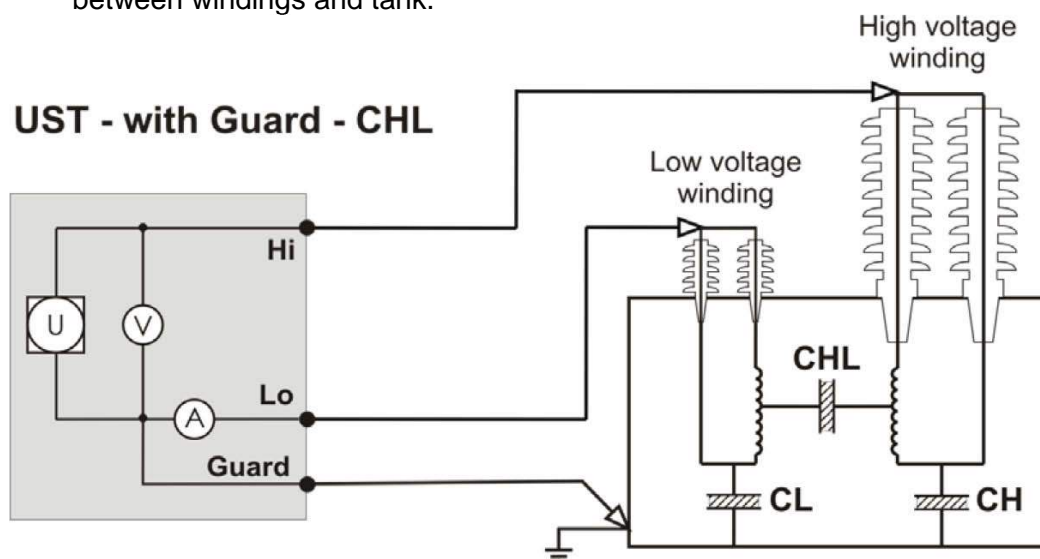 between windings and tank.
High voltage
winding
UST - with Guard - CHL
Low voltage
winding
Hi
U
V
CHL
Lo
A
Guard
CL
CH